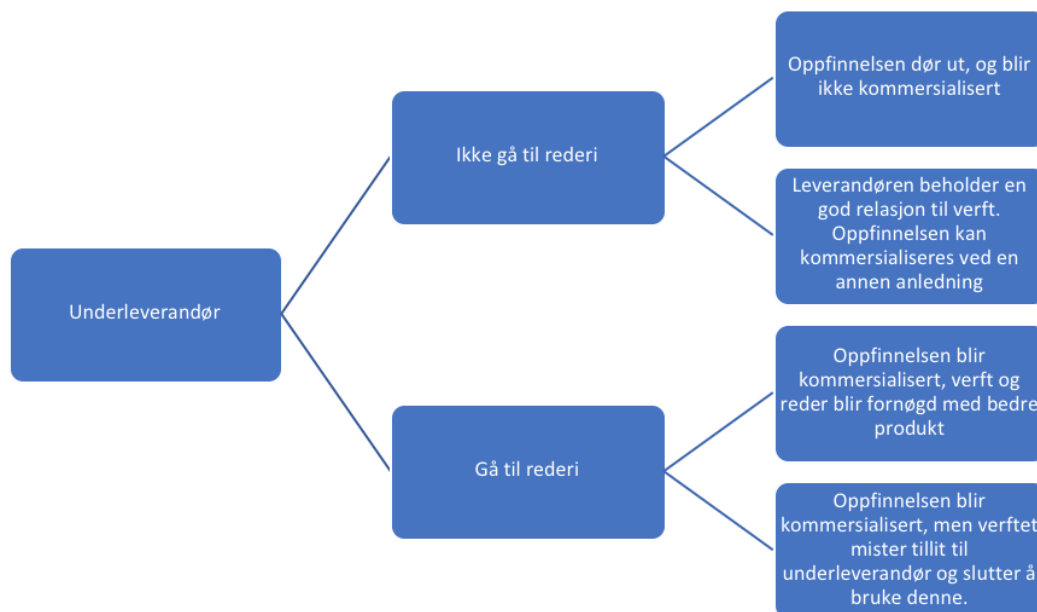 Underleverandør
Ikke gå til rederi
Oppfinnelsen dør ut, og blir
ikke kommersialisert
Leverandøren beholder en
god relasjon til verft.
Oppfinnelsen kan
kommersialiseres ved en
annen anledning
Gå til rederi
Oppfinnelsen blir
kommersialisert, verft og
reder blir fornøgd med bedre
produkt
Oppfinnelsen blir
kommersialisert, men verftet
mister tillit til
underleverandør og slutter å
bruke denne.